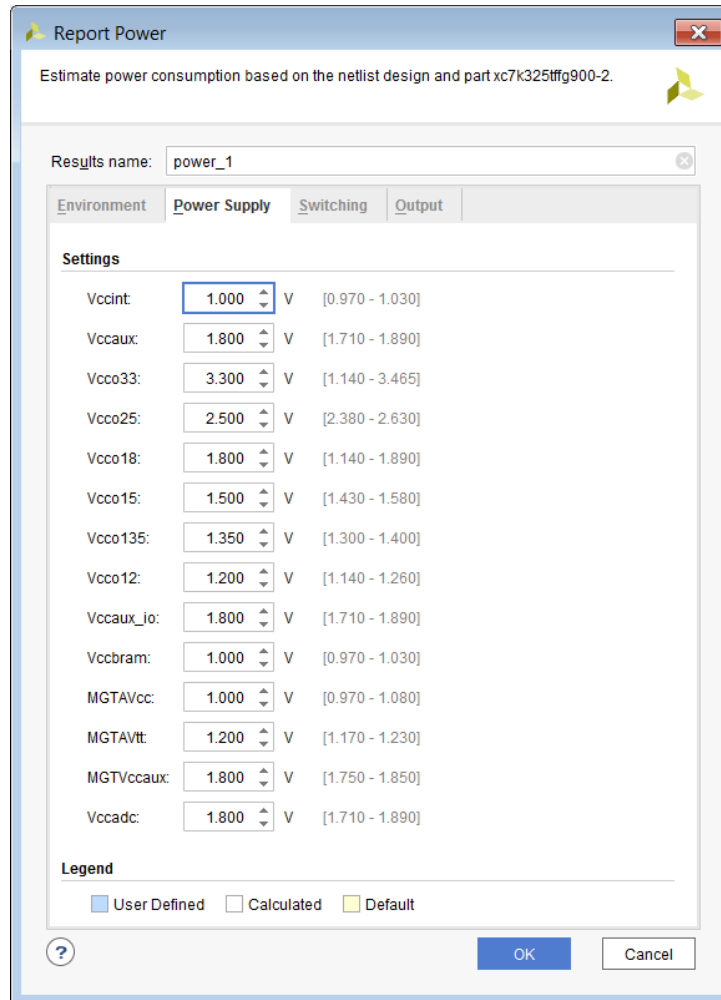 Report Power
Estimate power consumption based on the netlist design and part xc7k325tffg900-2.
Results name: power_1
Environment Power Supply Switching Output
Settings
Vccint: 1.000 V [0.970 - 1.030]
Vccaux: 1.800 V [1.710 - 1.890]
Vcco33: 3.300 V [1.140 - 3.465]
Vcco25: 2.500 V [2.380 - 2.630]
Vcco18: 1.800 V [1.140 - 1.890]
Vcco15: 1.500 V [1.430 - 1.580]
Vcco135: 1.350 V [1.300 - 1.400]
Vcco12: 1.200 V [1.140 - 1.260]
Vccaux_io: 1.800 V [1.710 - 1.890]
Vccbram: 1.000 V [0.970 - 1.030]
MGTAVcc: 1.000 V [0.970 - 1.080]
MGTAVtt: 1.200 V [1.170 - 1.230]
MGTVccaux: 1.800 V [1.750 - 1.850]
Vccadc: 1.800 V [1.710 - 1.890]
Legend
User Defined Calculated Default
? OK Cancel